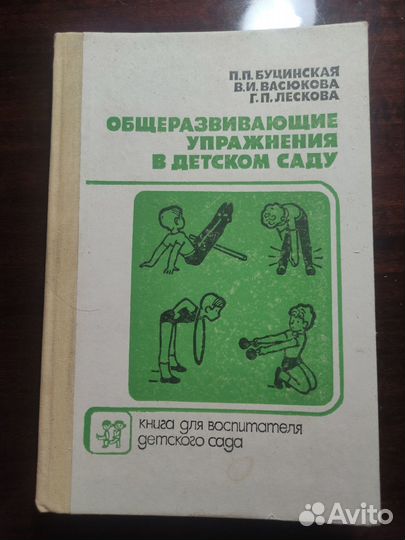 П.П.БУЦИНСКАЯ
В.И.ВАСЮКОВА
Г.П.ЛЕСКОВА
ОБЩЕРАЗВИВАЮЩИЕ
УПРАЖНЕНИЯ
В ДЕТСКОМ САДУ
книга для воспитателя
детского сада
Avito